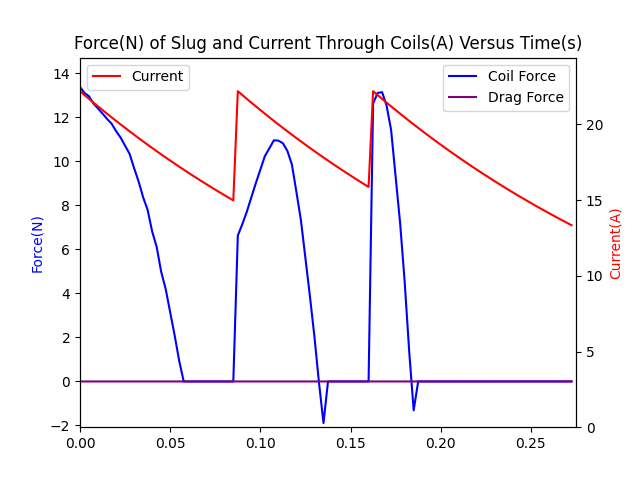 Force(N) of Slug and Current Through Coils(A) Versus Time(s)
Current
Coil Force
Drag Force
14
12
10
8
6
4
2
0
−2
Force(N)
20
15
10
5
0
Current(A)
0.00 0.05 0.10 0.15 0.20 0.25